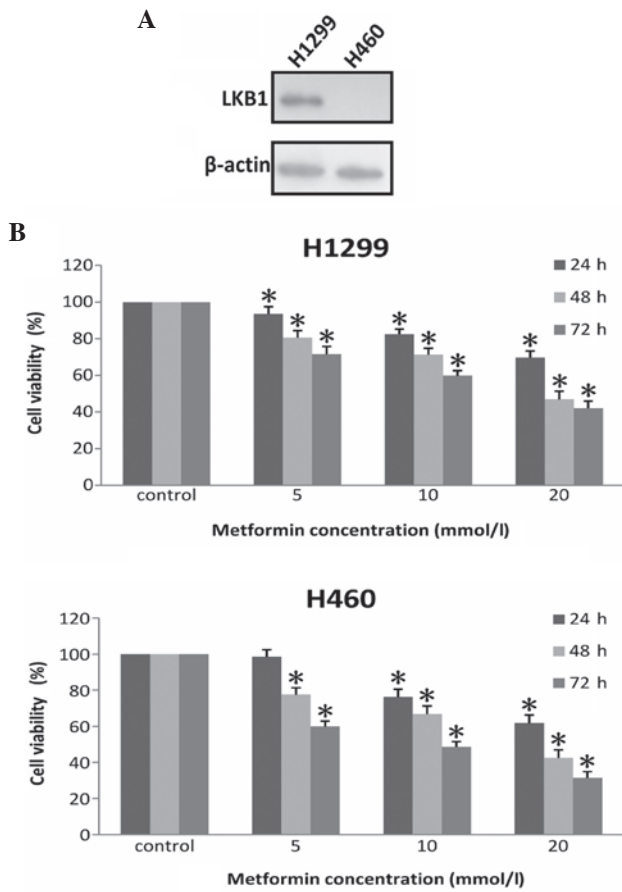 A
H1299 H460
LKB1
β-actin
B
H1299
Cell viability (%)
120
100
80
60
40
20
0
24 h
48 h
72 h
* * * * * * * * *
control 5 10 20
Metformin concentration (mmol/l)
H460
Cell viability (%)
120
100
80
60
40
20
0
24 h
48 h
72 h
* * * * * * * *
control 5 10 20
Metformin concentration (mmol/l)